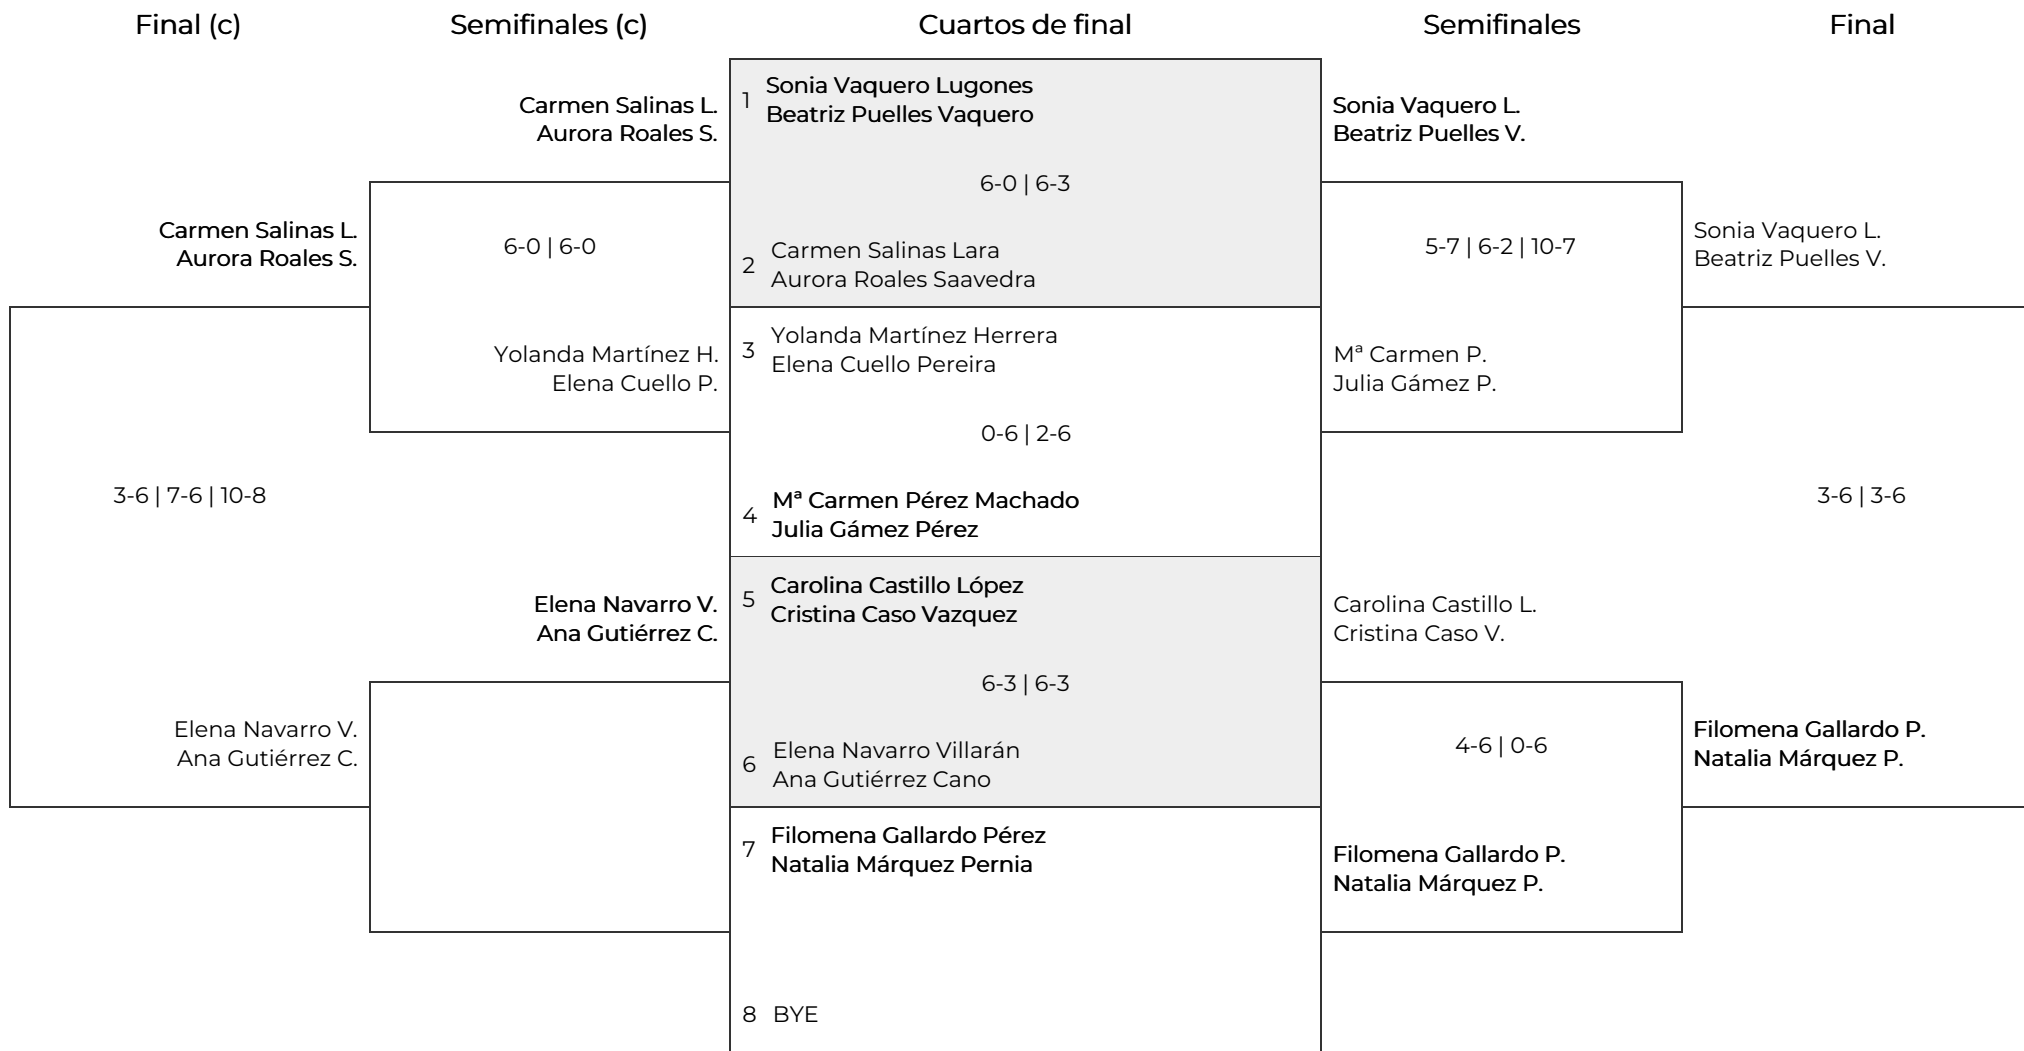 Final (c)
Semifinales (c)
Cuartos de final
Semifinales
Final
Carmen Salinas L.
Aurora Roales S.
6-0 | 6-0
Yolanda Martínez H.
Elena Cuello P.
Carmen Salinas L.
Aurora Roales S.
3-6 | 7-6 | 10-8
Elena Navarro V.
Ana Gutiérrez C.
Elena Navarro V.
Ana Gutiérrez C.
1 Sonia Vaquero Lugones
Beatriz Puelles Vaquero
6-0 | 6-3
2 Carmen Salinas Lara
Aurora Roales Saavedra
3 Yolanda Martínez Herrera
Elena Cuello Pereira
0-6 | 2-6
4 Mª Carmen Pérez Machado
Julia Gámez Pérez
5 Carolina Castillo López
Cristina Caso Vazquez
6-3 | 6-3
6 Elena Navarro Villarán
Ana Gutiérrez Cano
7 Filomena Gallardo Pérez
Natalia Márquez Pernia
8 BYE
Sonia Vaquero L.
Beatriz Puelles V.
5-7 | 6-2 | 10-7
Mª Carmen P.
Julia Gámez P.
Carolina Castillo L.
Cristina Caso V.
4-6 | 0-6
Filomena Gallardo P.
Natalia Márquez P.
Sonia Vaquero L.
Beatriz Puelles V.
3-6 | 3-6
Filomena Gallardo P.
Natalia Márquez P.